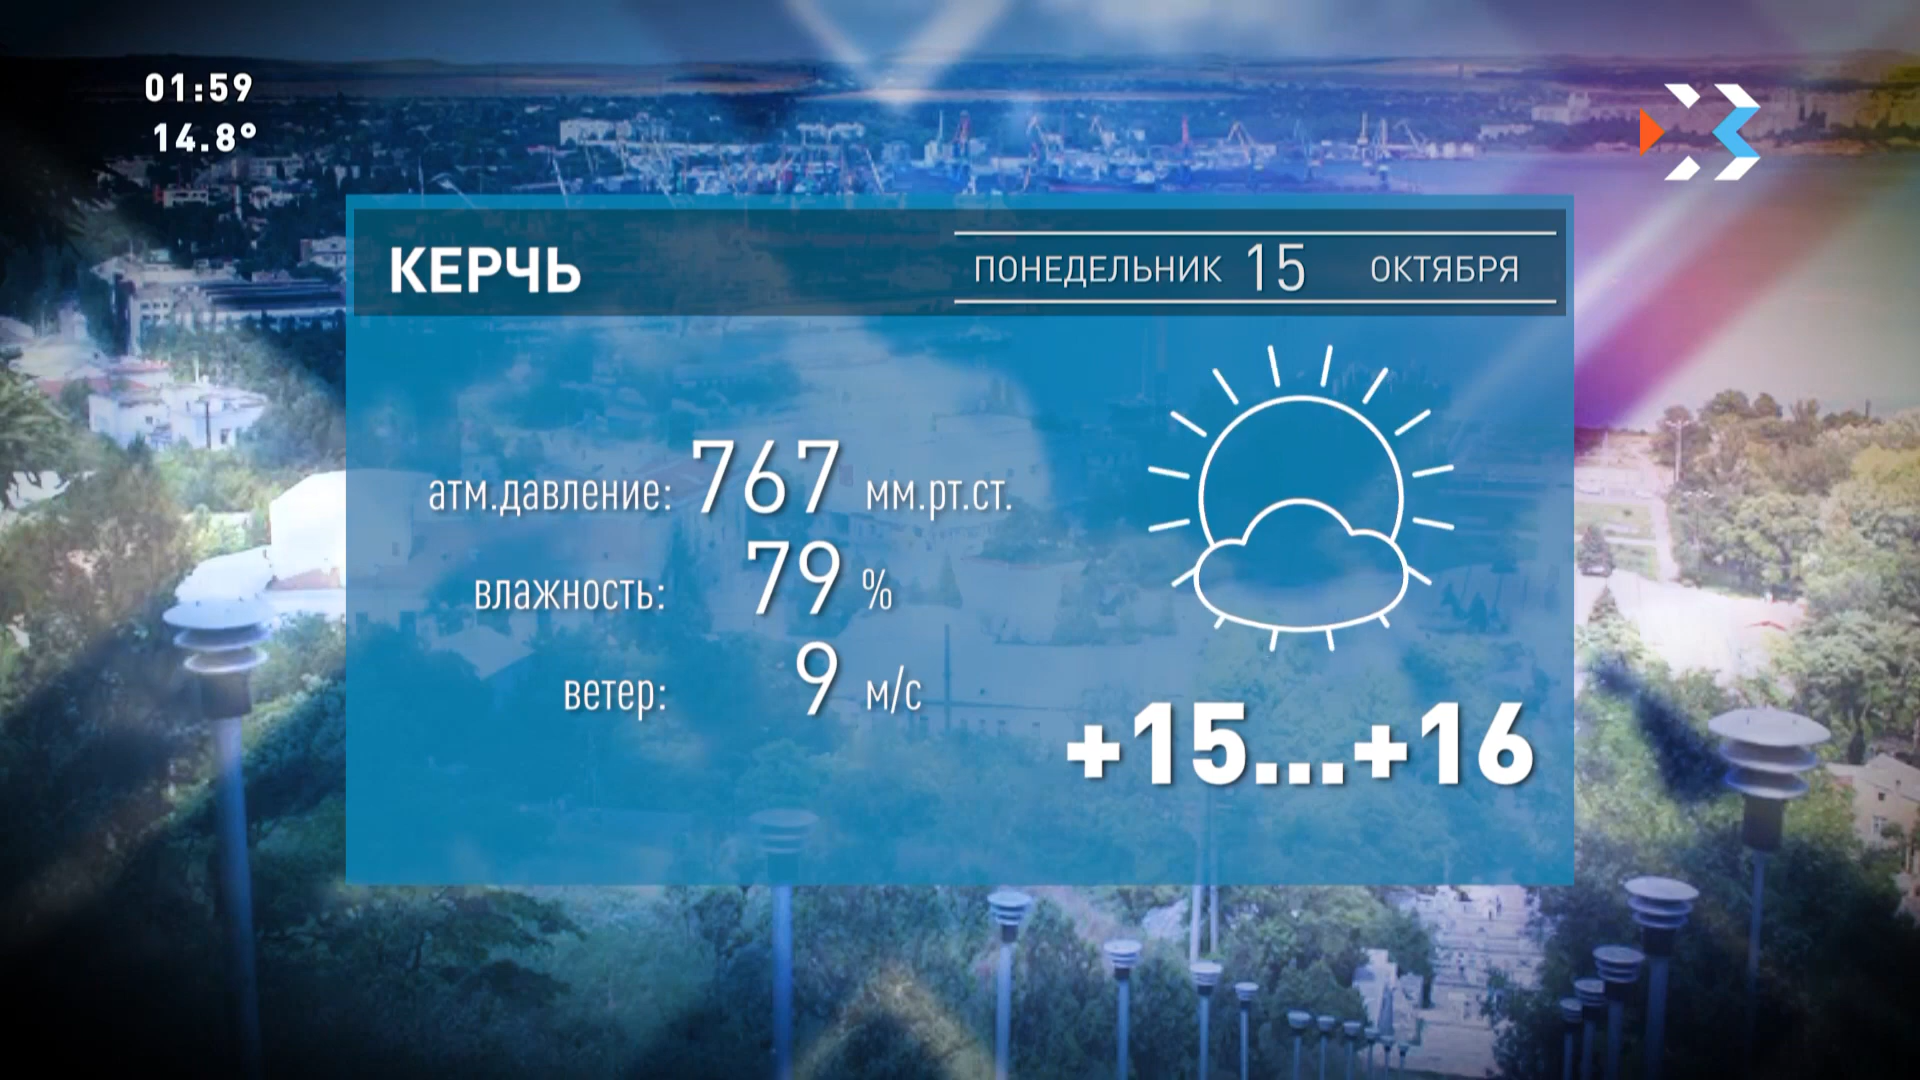 01:59
14.8°
КЕРЧЬ
ПОНЕДЕЛЬНИК 15 ОКТЯБРЯ
атм.давление: 767 мм.рт.ст.
влажность: 79 %
ветер: 9 м/с
+15...+16